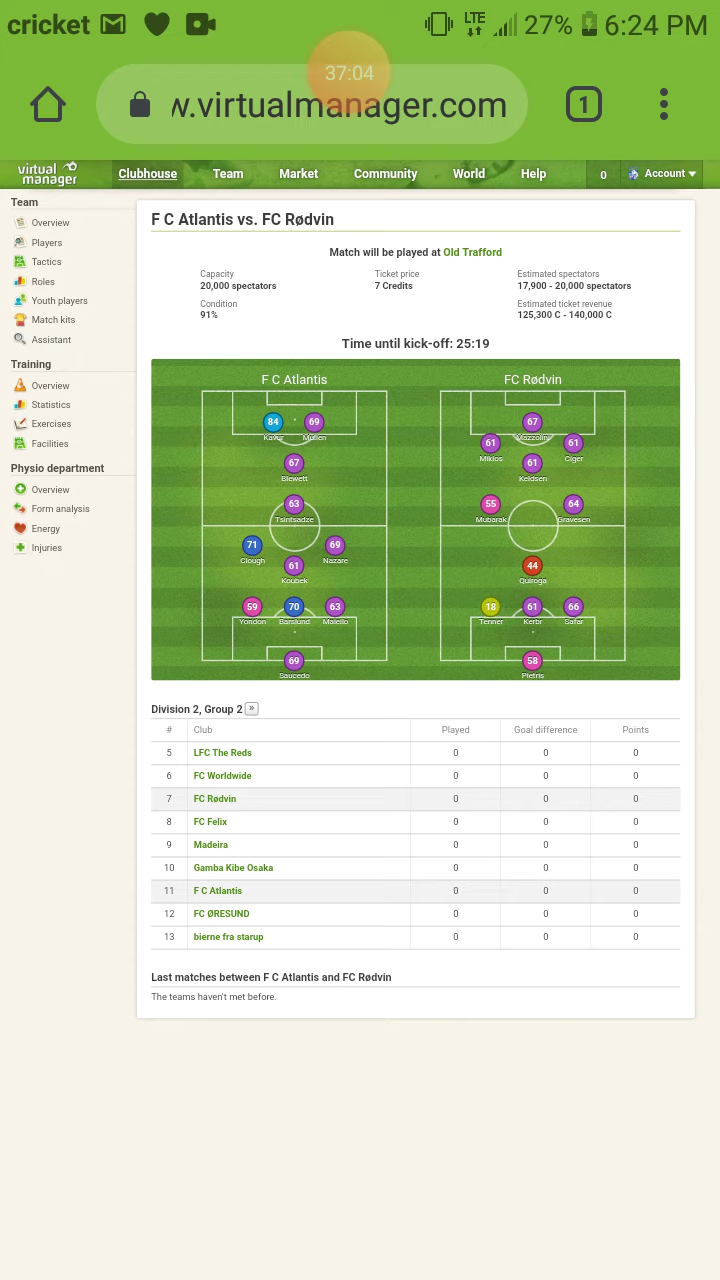 cricket LTE 27% 6:24 PM
37:04
w.virtualmanager.com 1
virtual manager Clubhouse Team Market Community World Help 0 Account
Team
Overview
Players
Tactics
Roles
Youth players
Match kits
Assistant
Training
Overview
Statistics
Exercises
Facilities
Physio department
Overview
Form analysis
Energy
Injuries
F C Atlantis vs. FC Rødvin
Match will be played at Old Trafford
Capacity Ticket price Estimated spectators
20,000 spectators 7 Credits 17,900 - 20,000 spectators
Condition Estimated ticket revenue
91% 125,300 C - 140,000 C
Time until kick-off: 25:19
F C Atlantis FC Rødvin
84 69 67
Kavur Mullen Mazzolini
61 61
Miklos Ciger
67 61
Blewett Keldsen
63 55 64
Tsintsadze Mubarak Gravesen
71 69
Clough Nazare
61 44
Koubek Quiroga
59 70 63 18 61 66
Yondon Barslund Maiello Tenner Kerbr Safar
69 58
Saucedo Pletris
Division 2, Group 2 »
# Club Played Goal difference Points
5 LFC The Reds 0 0 0
6 FC Worldwide 0 0 0
7 FC Rødvin 0 0 0
8 FC Felix 0 0 0
9 Madeira 0 0 0
10 Gamba Kibe Osaka 0 0 0
11 F C Atlantis 0 0 0
12 FC ØRESUND 0 0 0
13 bierne fra starup 0 0 0
Last matches between F C Atlantis and FC Rødvin
The teams haven't met before.